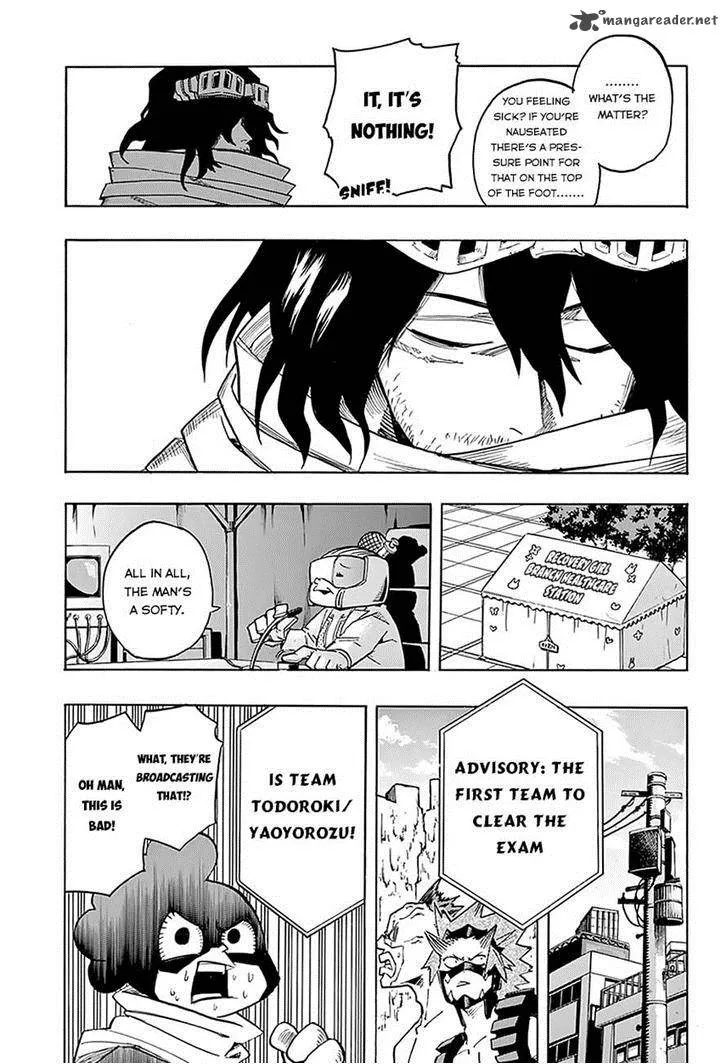 mangareader.net
........
WHAT'S THE
MATTER?
YOU FEELING
SICK? IF YOU'RE
NAUSEATED
THERE'S A PRES-
SURE POINT FOR
THAT ON THE TOP
OF THE FOOT.......
IT, IT'S
NOTHING!
SNIFF!
RECOVERY GIRL
BRANCH HEALTHCARE
STATION
ALL IN ALL,
THE MAN'S
A SOFTY.
ADVISORY: THE
FIRST TEAM TO
CLEAR THE
EXAM
IS TEAM
TODOROKI/
YAOYOROZU!
WHAT, THEY'RE
BROADCASTING
THAT!?
OH MAN,
THIS IS
BAD!